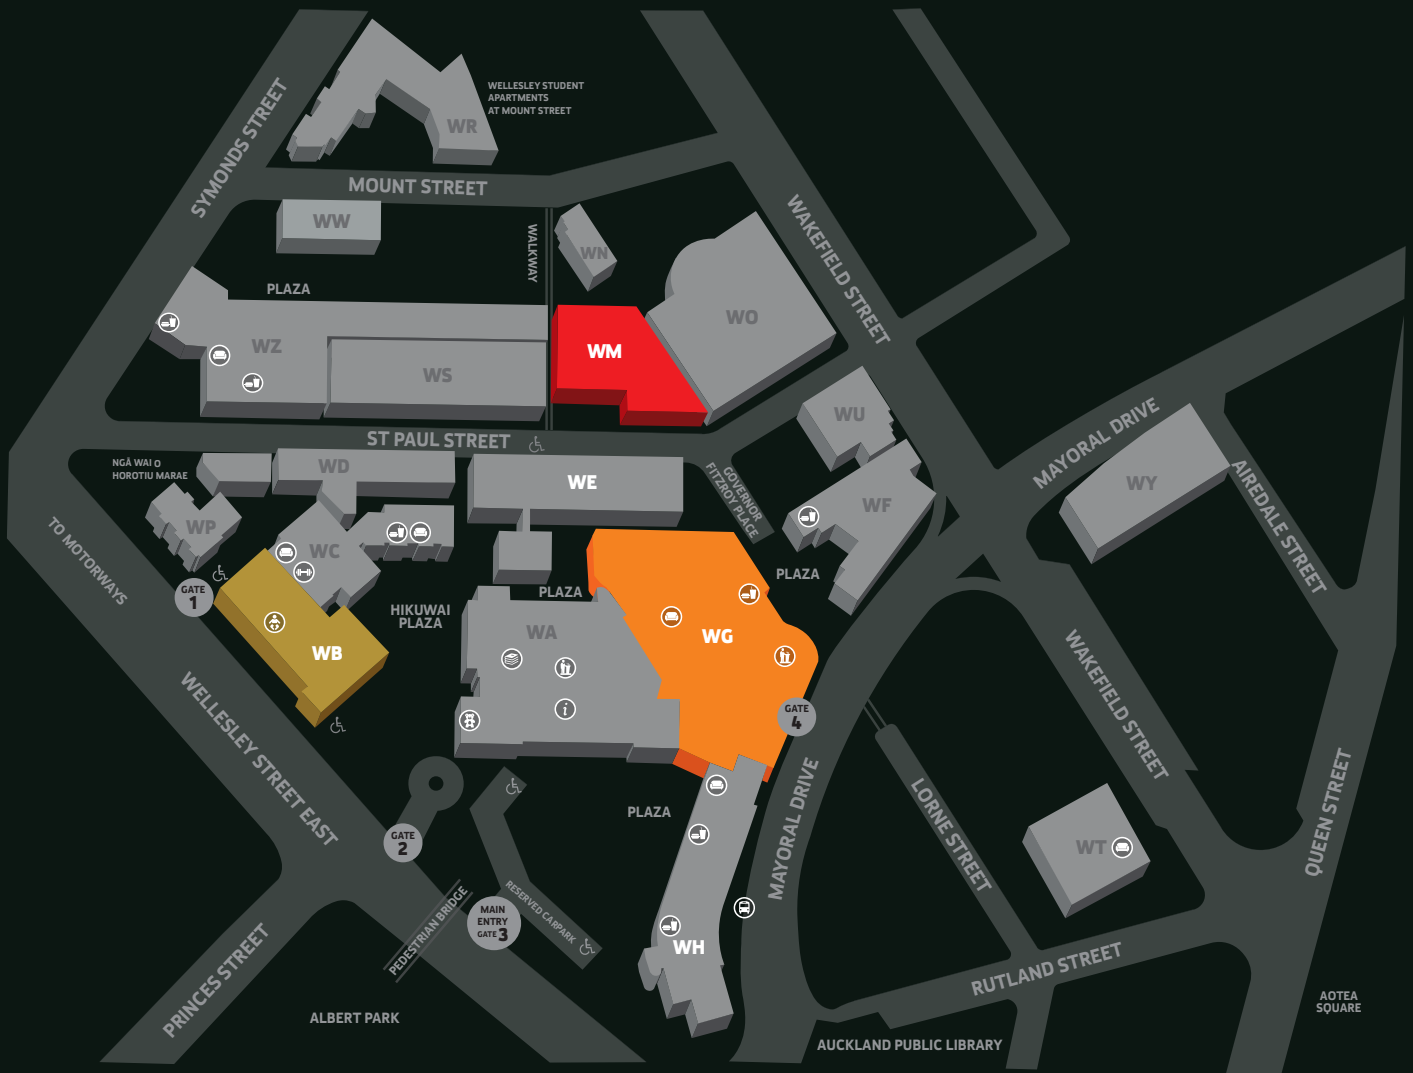 WELLESLEY STUDENT
APARTMENTS
AT MOUNT STREET
WR
SYMONDS STREET
MOUNT STREET
WW
WALKWAY
WN
WAKEFIELD STREET
PLAZA
WO
WZ
WS
WM
WU
ST PAUL STREET
MAYORAL DRIVE
NGĀ WAI O
HOROTIU MARAE
WD
WE
GOVERNOR
FITZROY PLACE
WY
AIREDALE STREET
WP
WC
WF
TO MOTORWAYS
PLAZA
GATE
1
PLAZA
HIKUWAI
PLAZA
WA
WG
WB
i
WAKEFIELD STREET
GATE
4
WELLESLEY STREET EAST
MAYORAL DRIVE
LORNE STREET
QUEEN STREET
PLAZA
GATE
2
WT
RESERVED CARPARK
PEDESTRIAN BRIDGE
MAIN
ENTRY
GATE 3
WH
PRINCES STREET
RUTLAND STREET
ALBERT PARK
AOTEA
SQUARE
AUCKLAND PUBLIC LIBRARY